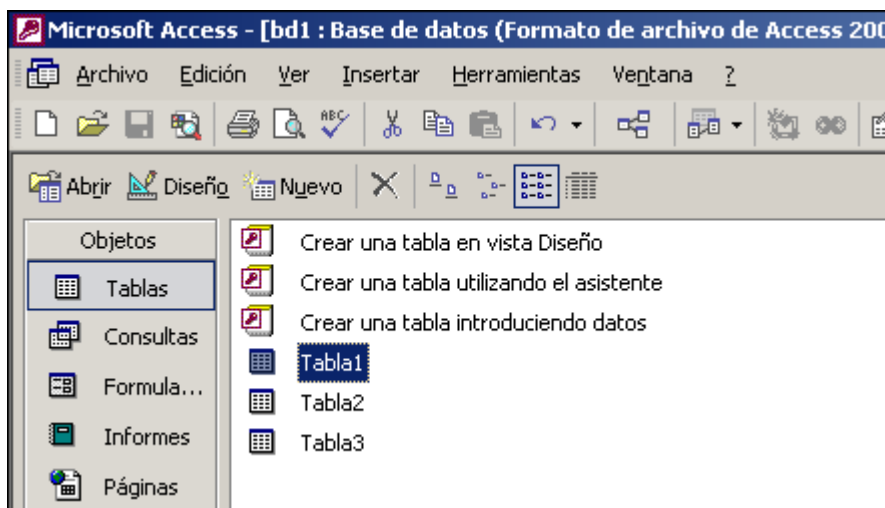 Microsoft Access - [bd1 : Base de datos (Formato de archivo de Access 200
Archivo Edición Ver Insertar Herramientas Ventana ?
ABC
Abrir Diseño Nuevo
Objetos
Tablas
Consultas
Formula...
Informes
Páginas
Crear una tabla en vista Diseño
Crear una tabla utilizando el asistente
Crear una tabla introduciendo datos
Tabla1
Tabla2
Tabla3